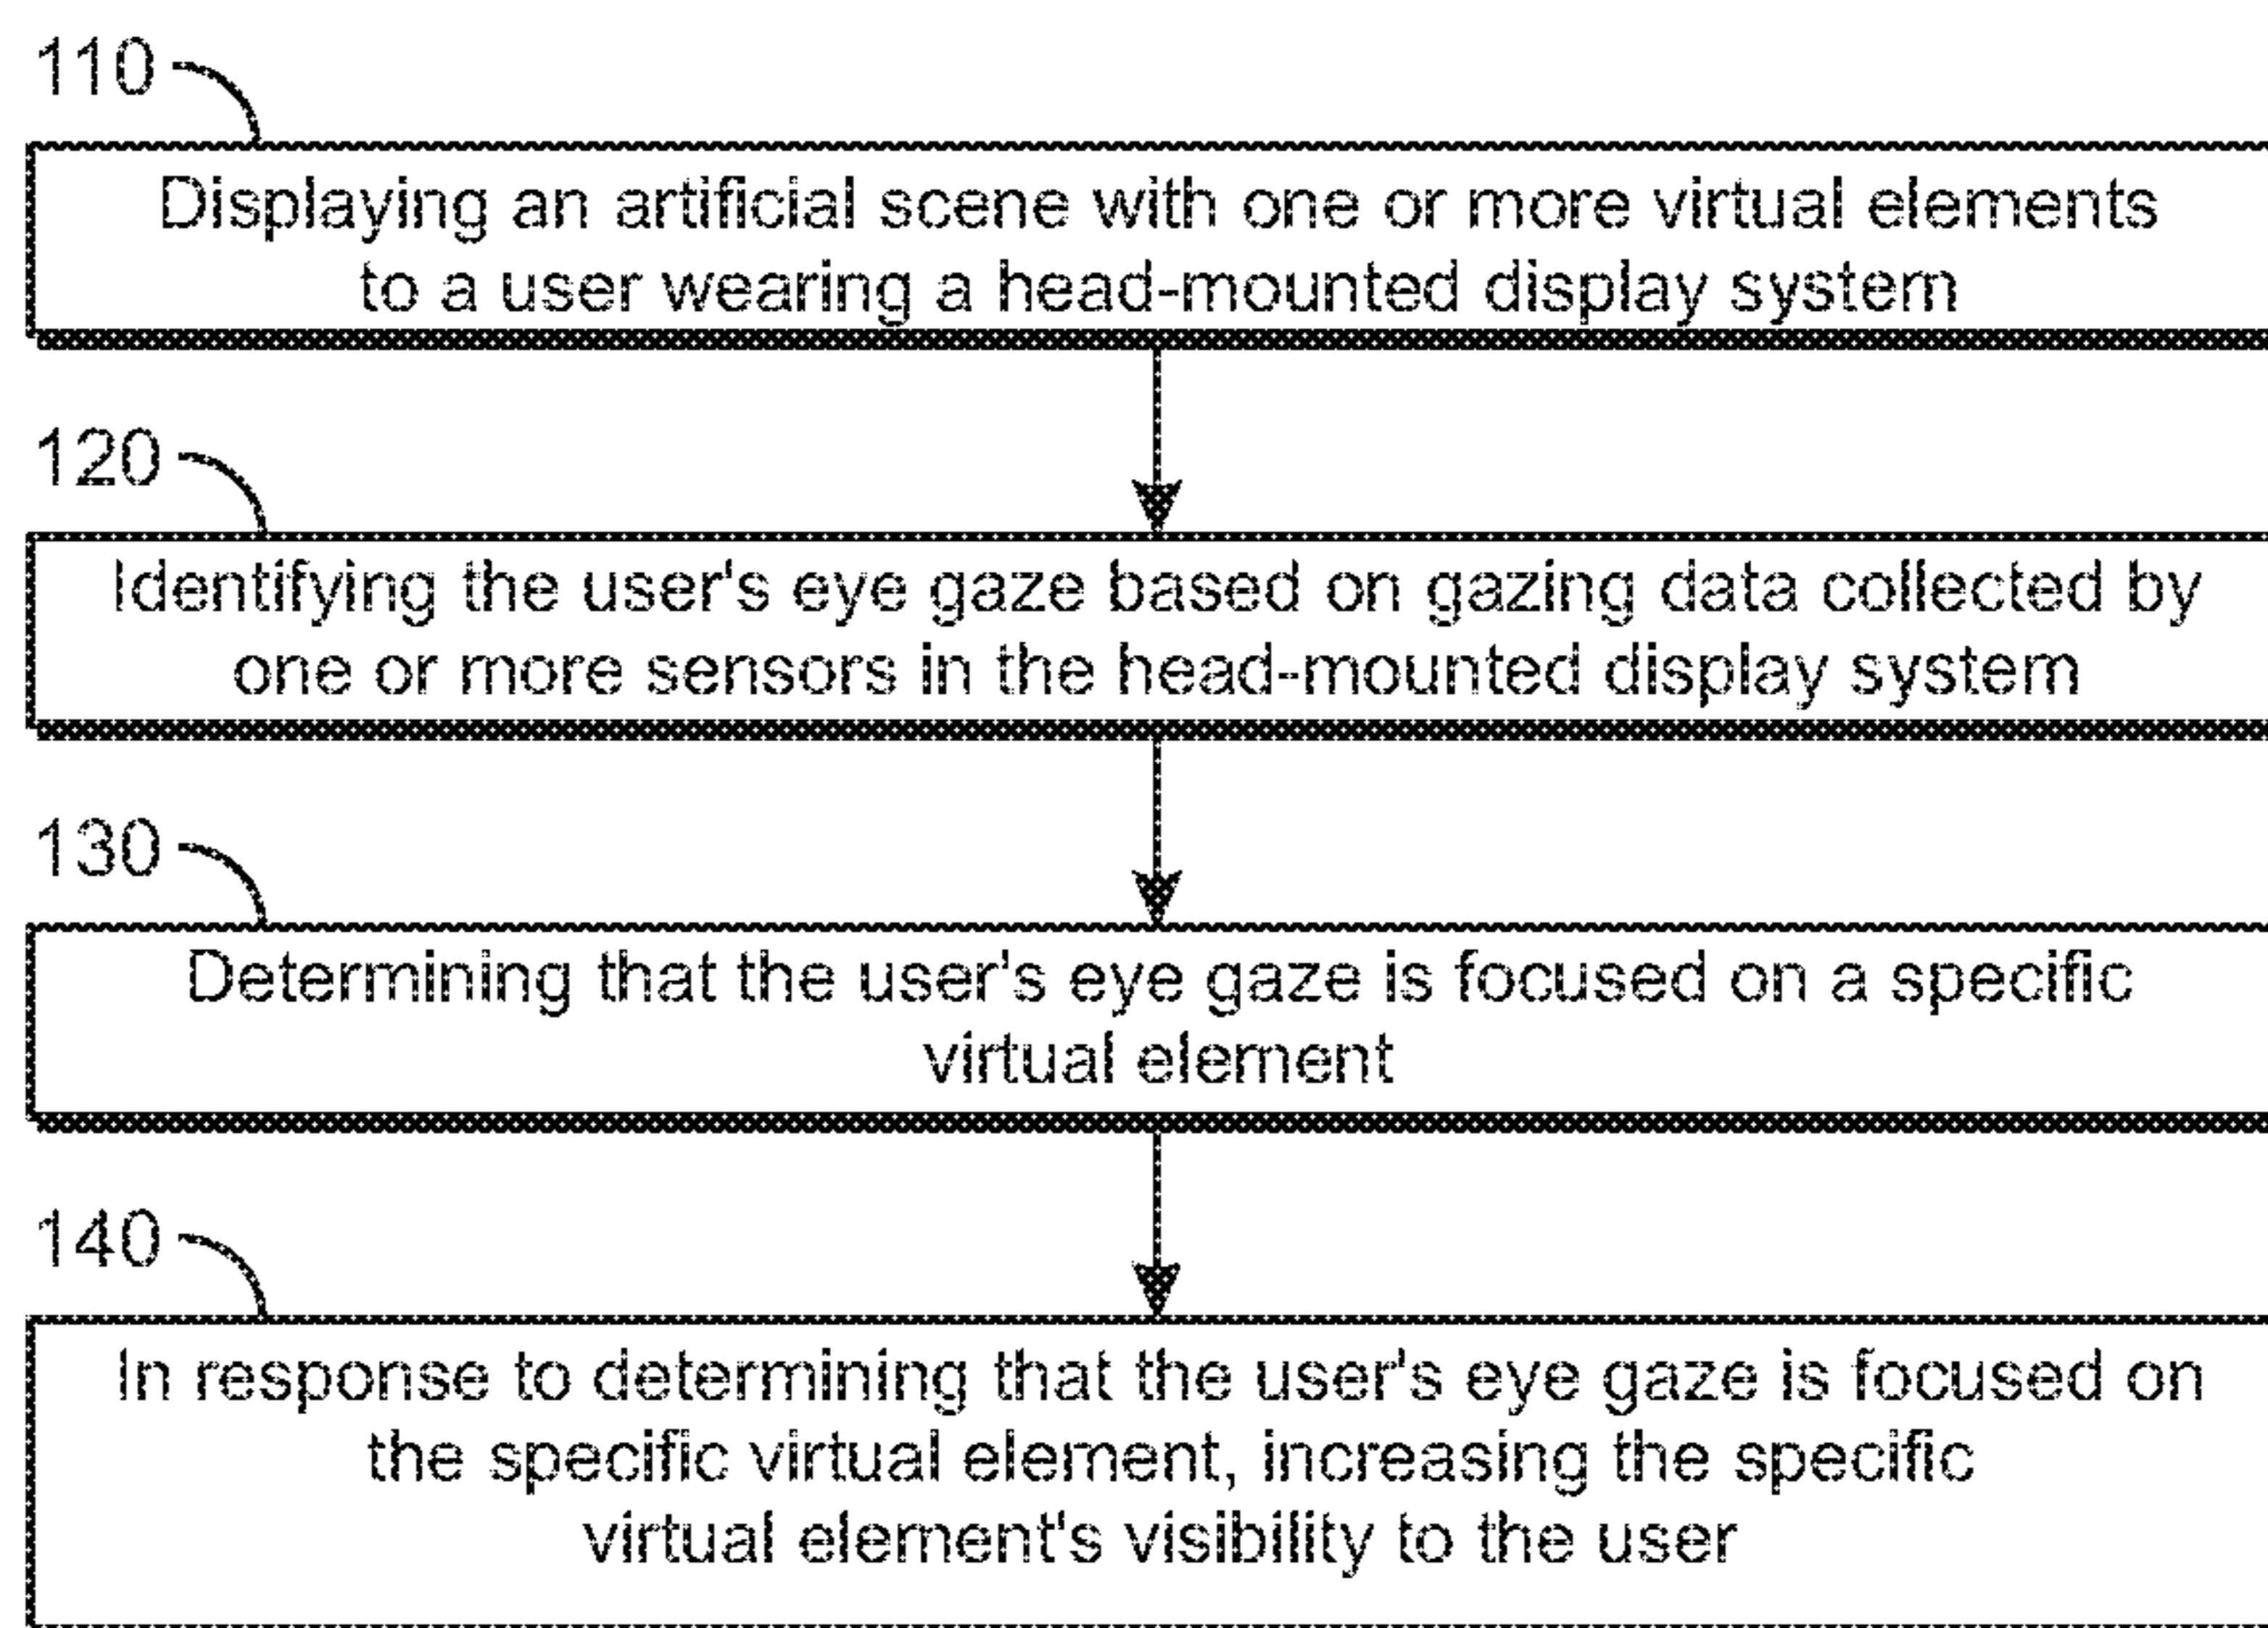 110
Displaying an artificial scene with one or more virtual elements
to a user wearing a head-mounted display system
120
Identifying the user's eye gaze based on gazing data collected by
one or more sensors in the head-mounted display system
130
Determining that the user's eye gaze is focused on a specific
virtual element
140
In response to determining that the user's eye gaze is focused on
the specific virtual element, increasing the specific
virtual element's visibility to the user